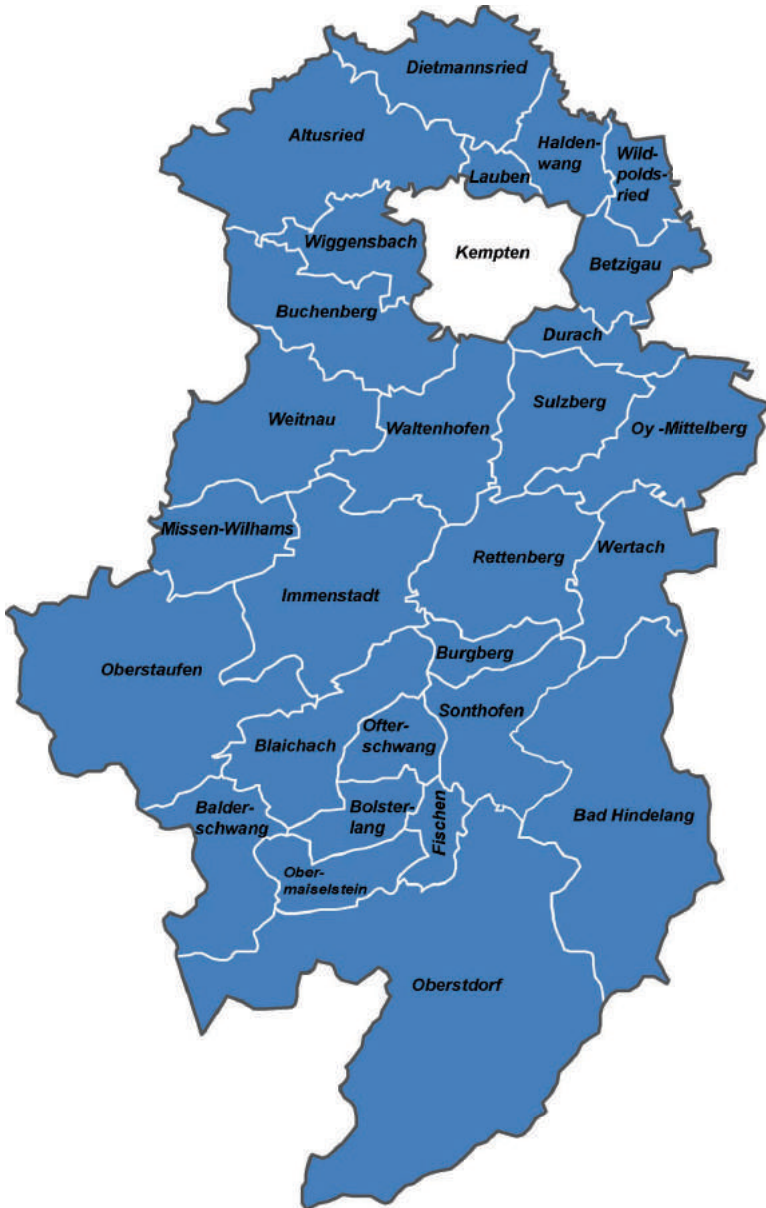 Dietmannsried
Altusried
Halden-
wang
Wild-
polds-
ried
Lauben
Wiggensbach
Kempten
Betzigau
Buchenberg
Durach
Weitnau
Waltenhofen
Sulzberg
Oy -Mittelberg
Missen-Wilhams
Rettenberg
Wertach
Immenstadt
Oberstaufen
Burgberg
Sonthofen
Ofter-
schwang
Blaichach
Balder-
schwang
Bolster-
lang
Fischen
Bad Hindelang
Ober-
maiselstein
Oberstdorf